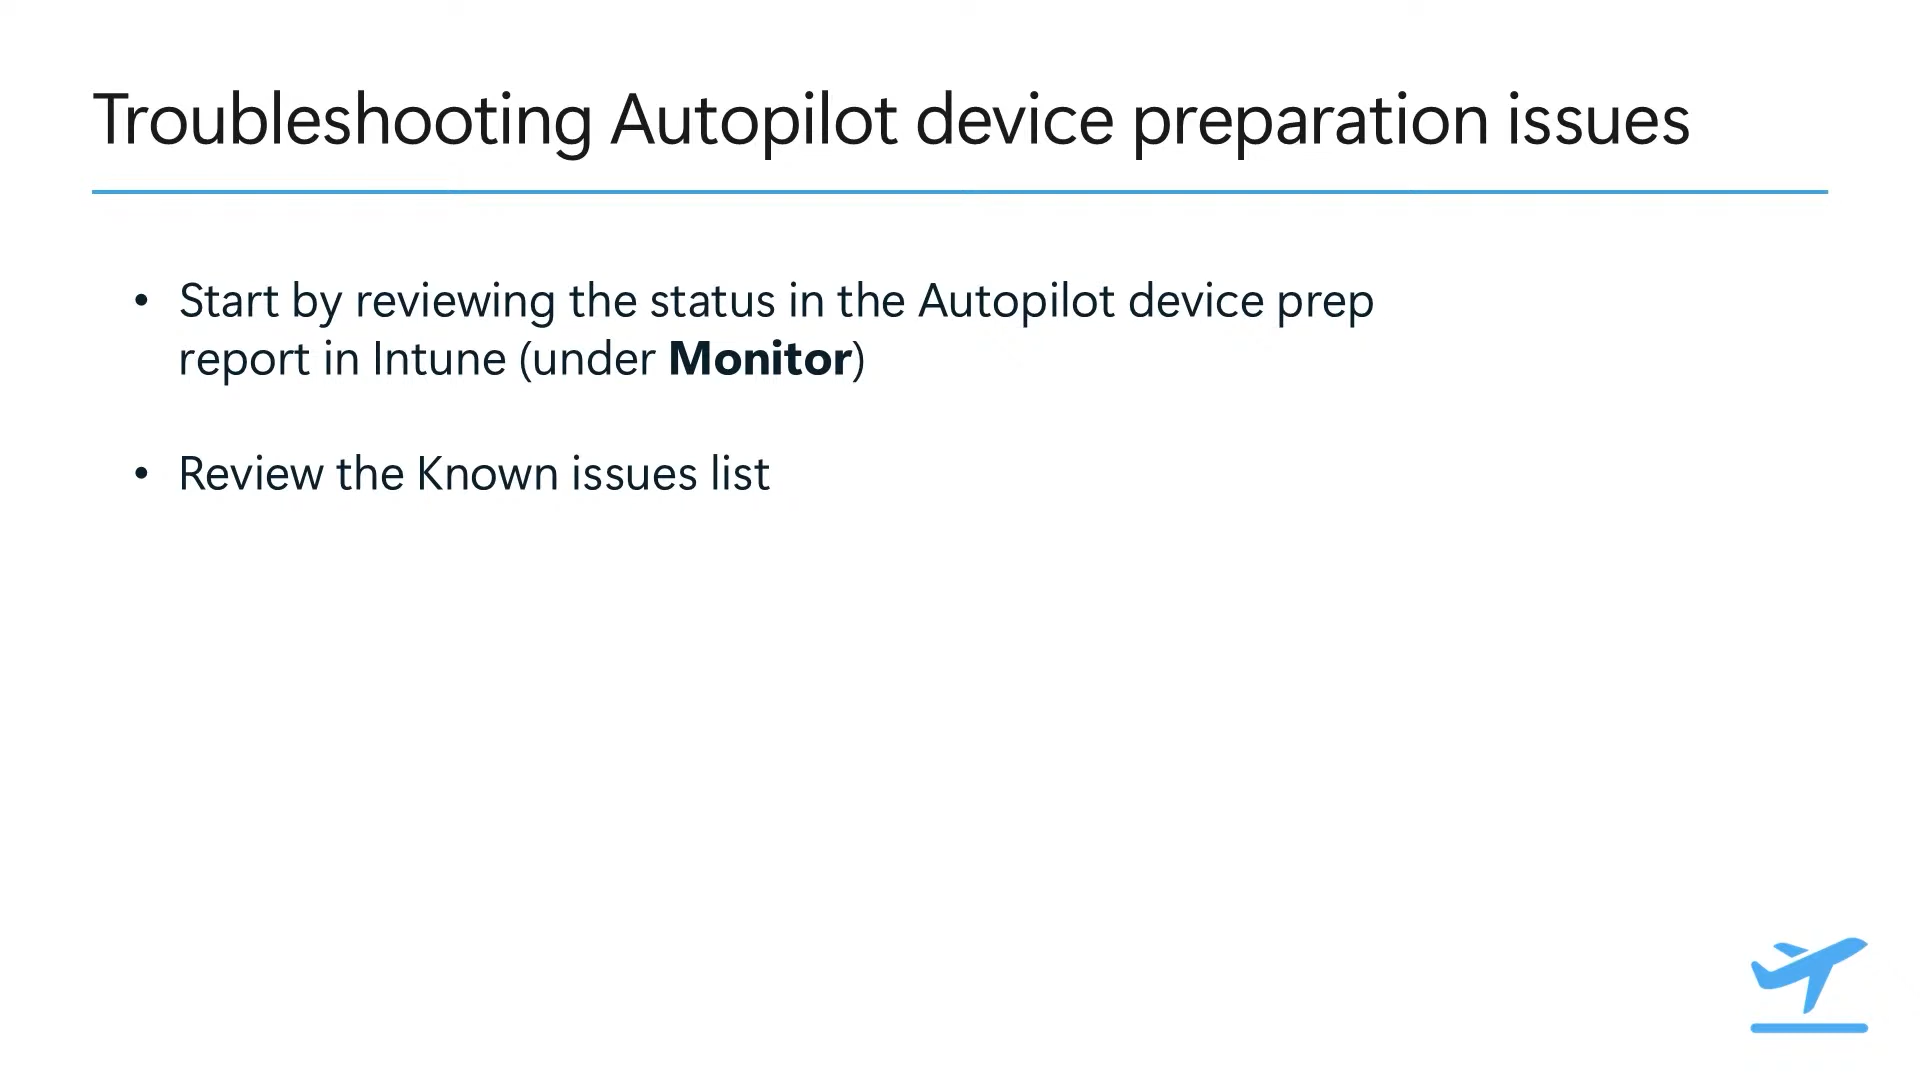 Troubleshooting Autopilot device preparation issues
• Start by reviewing the status in the Autopilot device prep
report in Intune (under Monitor)
• Review the Known issues list